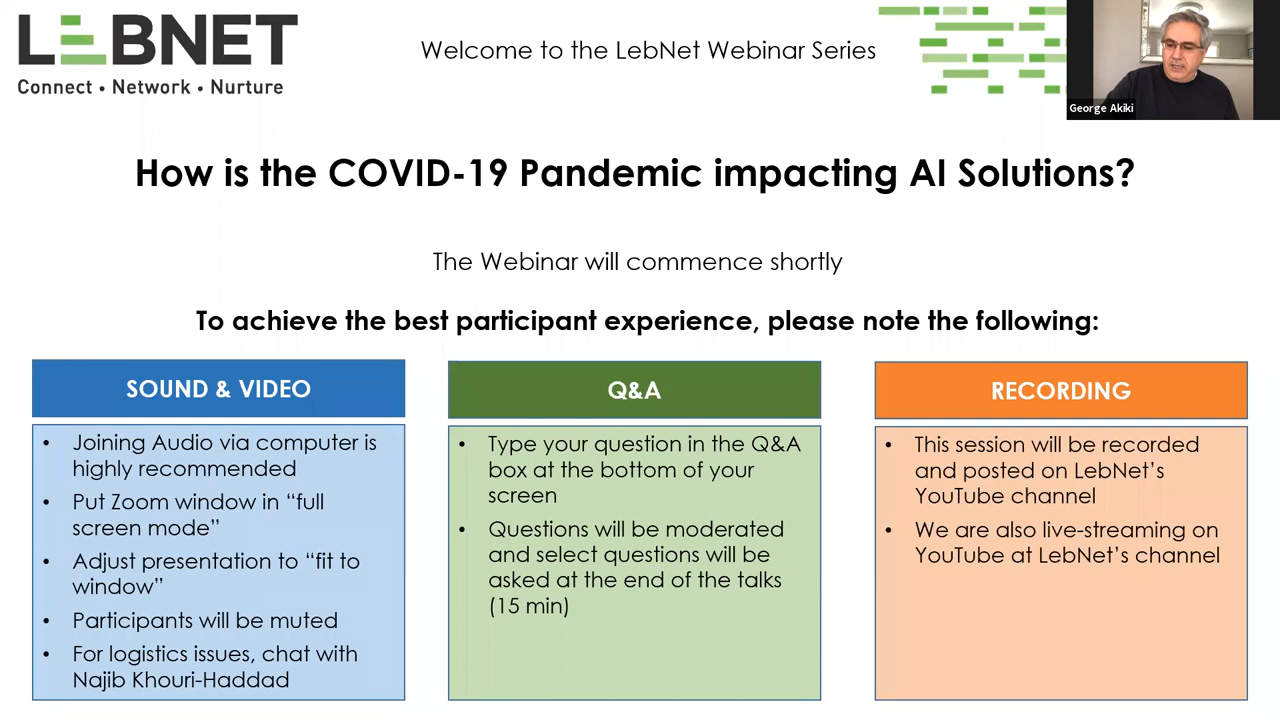 LEBNET
Connect • Network • Nurture
Welcome to the LebNet Webinar Series
George Akiki
How is the COVID-19 Pandemic impacting AI Solutions?
The Webinar will commence shortly
To achieve the best participant experience, please note the following:
SOUND & VIDEO
• Joining Audio via computer is
highly recommended
• Put Zoom window in “full
screen mode”
• Adjust presentation to “fit to
window”
• Participants will be muted
• For logistics issues, chat with
Najib Khouri-Haddad
Q&A
• Type your question in the Q&A
box at the bottom of your
screen
• Questions will be moderated
and select questions will be
asked at the end of the talks
(15 min)
RECORDING
• This session will be recorded
and posted on LebNet’s
YouTube channel
• We are also live-streaming on
YouTube at LebNet’s channel